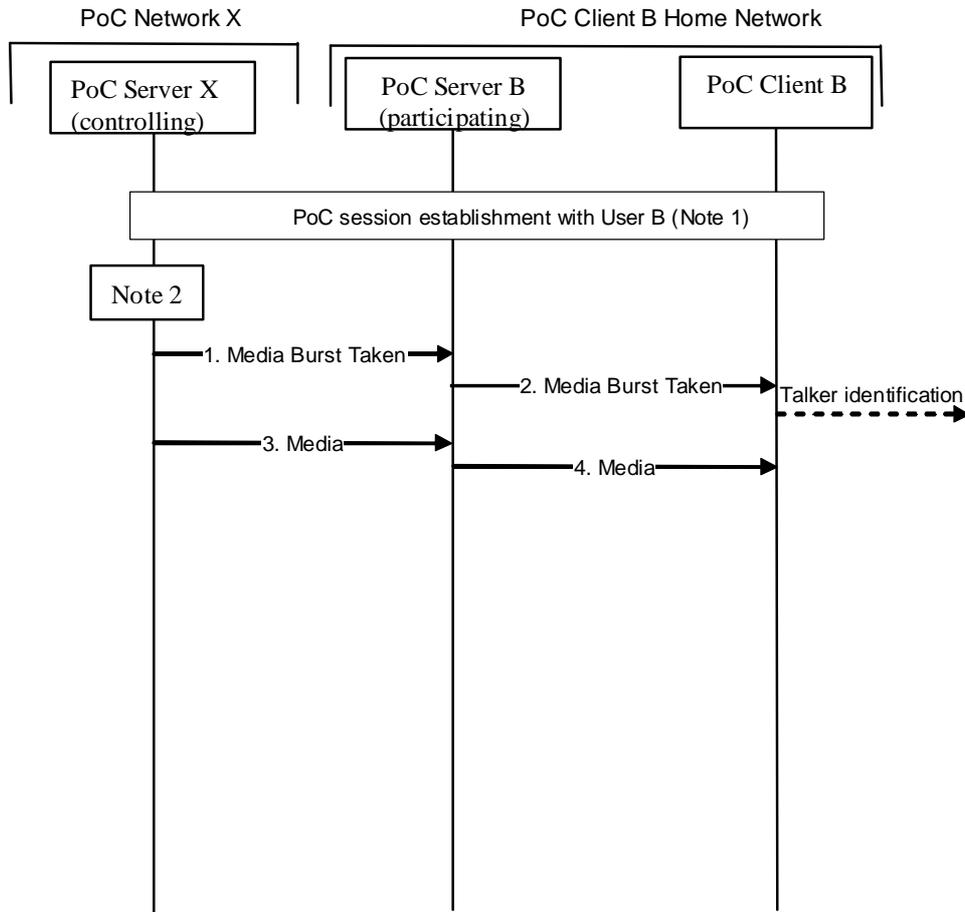 PoC Network X
PoC Client B Home Network
PoC Server X
(controlling)
PoC Server B
(participating)
PoC Client B
PoC session establishment with User B (Note 1)
Note 2
1. Media Burst Taken
2. Media Burst Taken
Talker identification
3. Media
4. Media